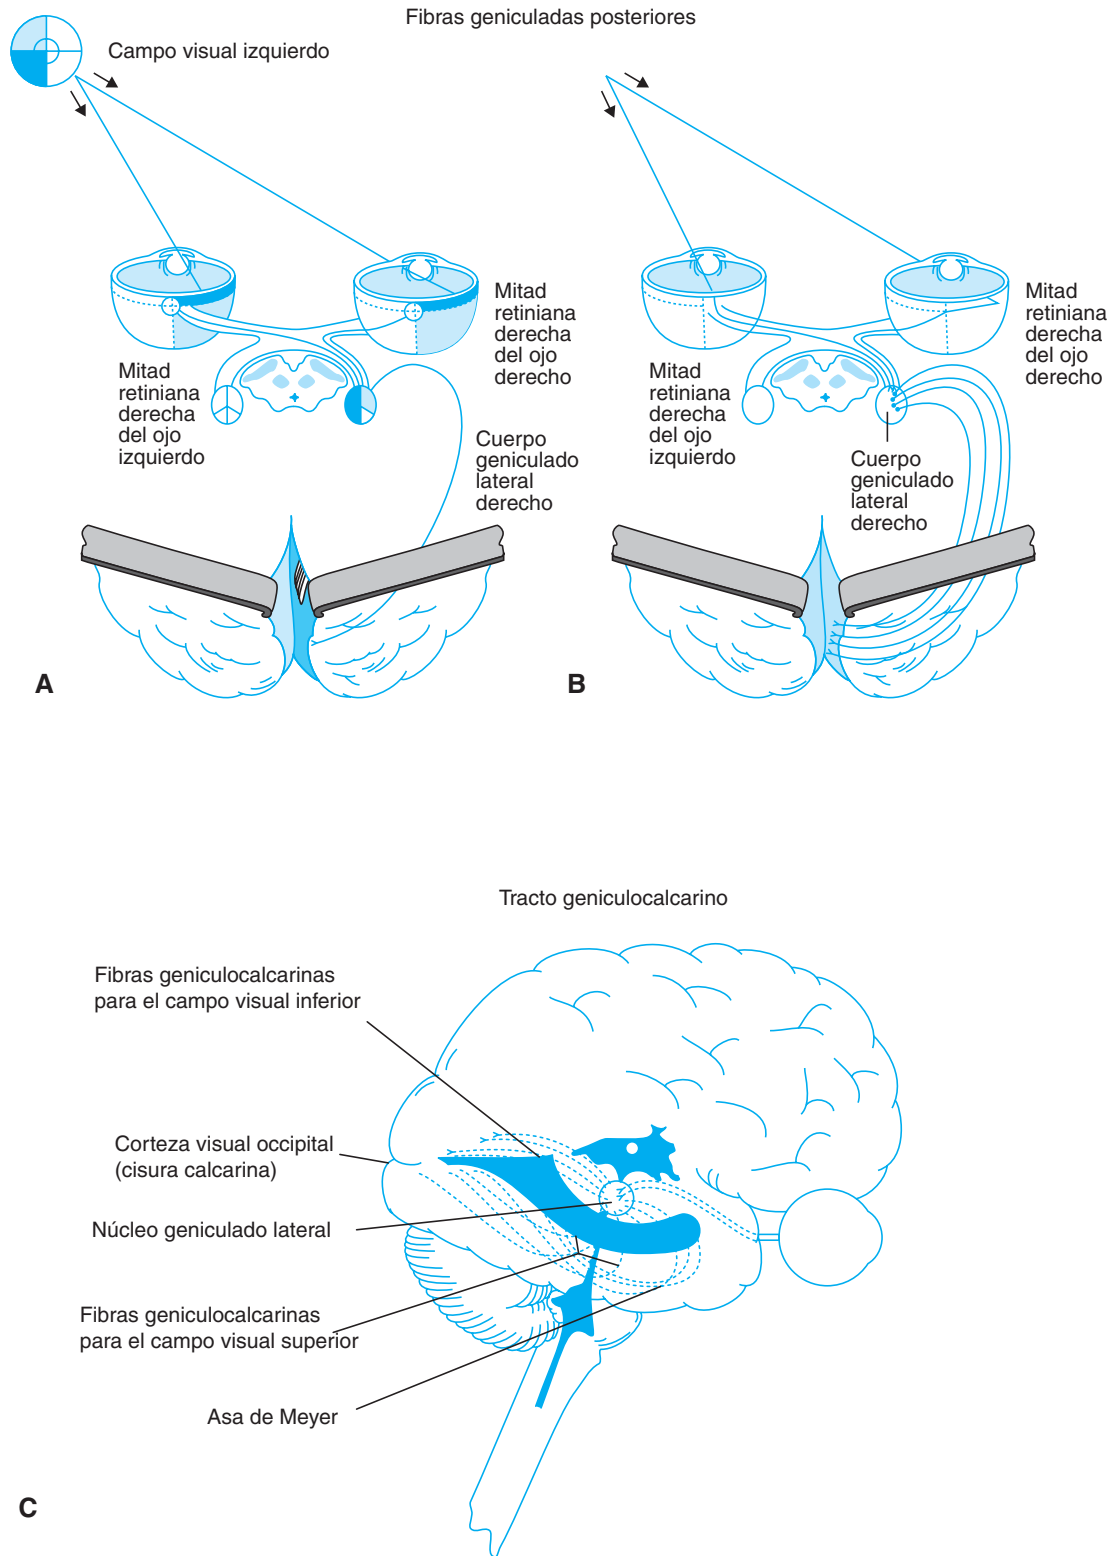 Fibras geniculadas posteriores
Campo visual izquierdo
Mitad
retiniana
derecha
del ojo
derecho
Mitad
retiniana
derecha
del ojo
izquierdo
Cuerpo
geniculado
lateral
derecho
A
Mitad
retiniana
derecha
del ojo
derecho
Mitad
retiniana
derecha
del ojo
izquierdo
Cuerpo
geniculado
lateral
derecho
B
Tracto geniculocalcarino
Fibras geniculocalcarinas
para el campo visual inferior
Corteza visual occipital
(cisura calcarina)
Núcleo geniculado lateral
Fibras geniculocalcarinas
para el campo visual superior
Asa de Meyer
C